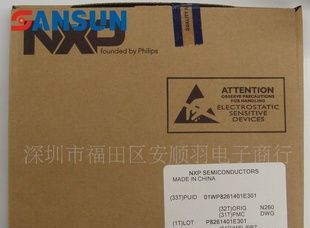 SANSUN
NXP
founded by Philips
ATTENTION
OBSERVE PRECAUTIONS
FOR HANDLING
ELECTROSTATIC
SENSITIVE
DEVICES
深圳市福田区安顺羽电子商行
NXP SEMICONDUCTORS
MADE IN CHINA
(33T)PUID 01WP8261401E301
(32T)ORIG N260
(31T)PMC DWG
(1T)LOT P8261401E301